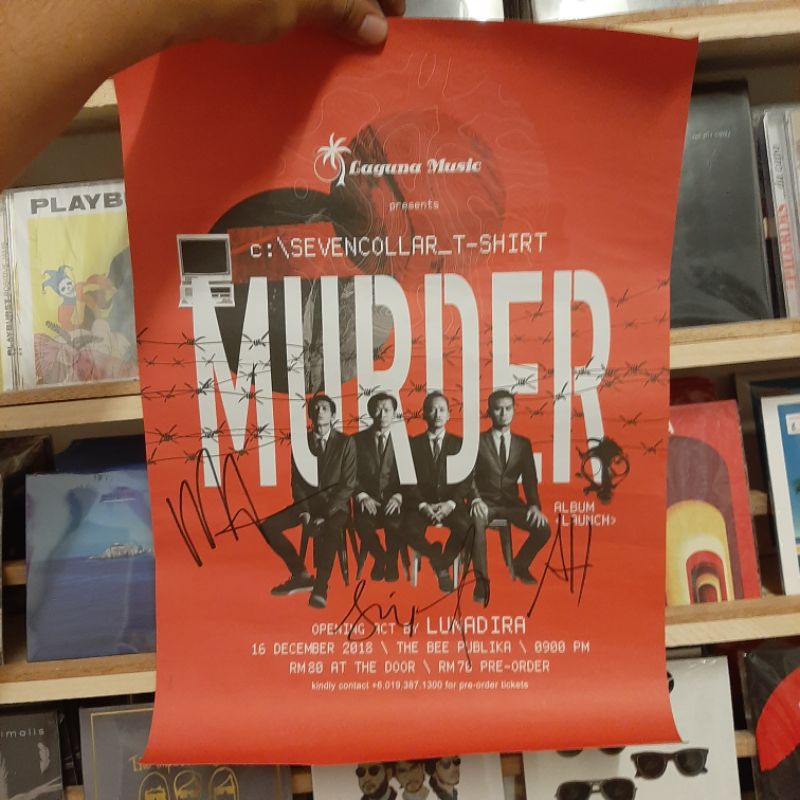 Laguna Music
presents
c:\SEVENCOLLAR_T-SHIRT
MURDER
ALBUM
<LAUNCH>
OPENING ACT BY LUNADIRA
16 DECEMBER 2018 \ THE BEE PUBLIKA \ 0900 PM
RM80 AT THE DOOR \ RM70 PRE-ORDER
kindly contact +6.019.387.1300 for pre-order tickets
PLAYB
imalis